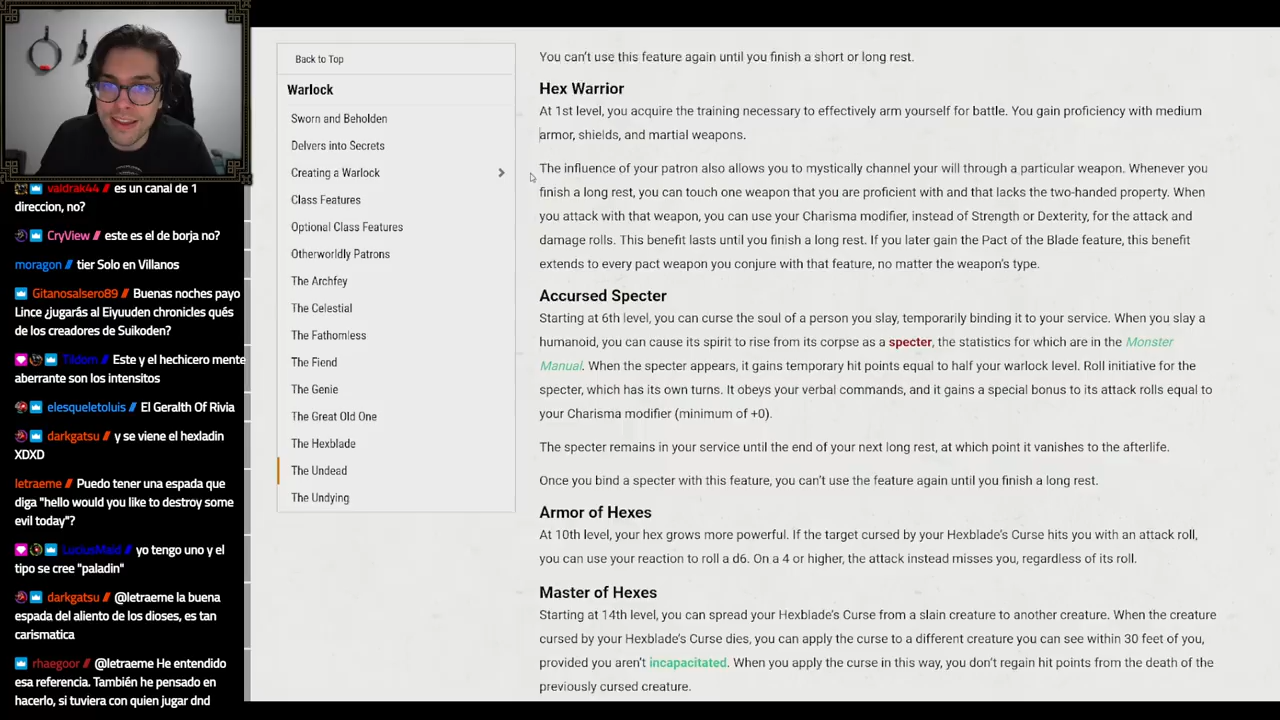 valdrak44 // es un canal de 1
direccion, no?
CryView // este es el de borja no?
moragon // tier Solo en Villanos
Gitanosalsero89 // Buenas noches payo
Lince ¿jugarás al Eiyuuden chronicles qués
de los creadores de Suikoden?
Tildom // Este y el hechicero mente
aberrante son los intensitos
elesqueletoluis // El Geralth Of Rivia
darkgatsu // y se viene el hexladin
XDXD
letraeme // Puedo tener una espada que
diga "hello would you like to destroy some
evil today"?
LuciusMaid // yo tengo uno y el
tipo se cree "paladin"
darkgatsu // @letraeme la buena
espada del aliento de los dioses, es tan
carismatica
rhaegoor // @letraeme He entendido
esa referencia. También he pensado en
hacerlo, si tuviera con quien jugar dnd
Back to Top
Warlock
Sworn and Beholden
Delvers into Secrets
Creating a Warlock
Class Features
Optional Class Features
Otherworldly Patrons
The Archfey
The Celestial
The Fathomless
The Fiend
The Genie
The Great Old One
The Hexblade
The Undead
The Undying
You can't use this feature again until you finish a short or long rest.
Hex Warrior
At 1st level, you acquire the training necessary to effectively arm yourself for battle. You gain proficiency with medium
armor, shields, and martial weapons.
The influence of your patron also allows you to mystically channel your will through a particular weapon. Whenever you
finish a long rest, you can touch one weapon that you are proficient with and that lacks the two-handed property. When
you attack with that weapon, you can use your Charisma modifier, instead of Strength or Dexterity, for the attack and
damage rolls. This benefit lasts until you finish a long rest. If you later gain the Pact of the Blade feature, this benefit
extends to every pact weapon you conjure with that feature, no matter the weapon's type.
Accursed Specter
Starting at 6th level, you can curse the soul of a person you slay, temporarily binding it to your service. When you slay a
humanoid, you can cause its spirit to rise from its corpse as a specter, the statistics for which are in the Monster
Manual. When the specter appears, it gains temporary hit points equal to half your warlock level. Roll initiative for the
specter, which has its own turns. It obeys your verbal commands, and it gains a special bonus to its attack rolls equal to
your Charisma modifier (minimum of +0).
The specter remains in your service until the end of your next long rest, at which point it vanishes to the afterlife.
Once you bind a specter with this feature, you can't use the feature again until you finish a long rest.
Armor of Hexes
At 10th level, your hex grows more powerful. If the target cursed by your Hexblade's Curse hits you with an attack roll,
you can use your reaction to roll a d6. On a 4 or higher, the attack instead misses you, regardless of its roll.
Master of Hexes
Starting at 14th level, you can spread your Hexblade's Curse from a slain creature to another creature. When the creature
cursed by your Hexblade's Curse dies, you can apply the curse to a different creature you can see within 30 feet of you,
provided you aren't incapacitated. When you apply the curse in this way, you don't regain hit points from the death of the
previously cursed creature.